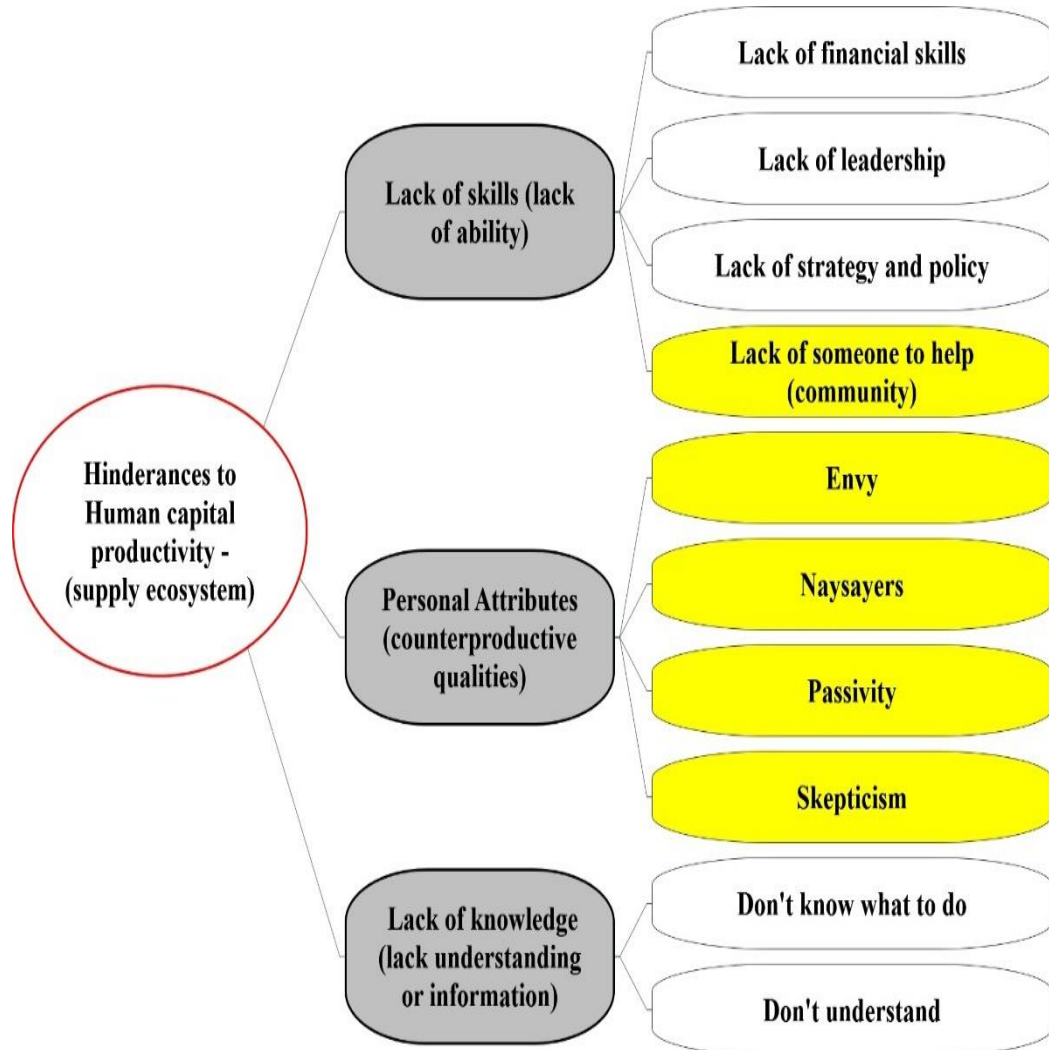 Hinderances to
Human capital
productivity -
(supply ecosystem)
Lack of skills (lack
of ability)
Lack of financial skills
Lack of leadership
Lack of strategy and policy
Lack of someone to help
(community)
Personal Attributes
(counterproductive
qualities)
Envy
Naysayers
Passivity
Skepticism
Lack of knowledge
(lack understanding
or information)
Don't know what to do
Don't understand